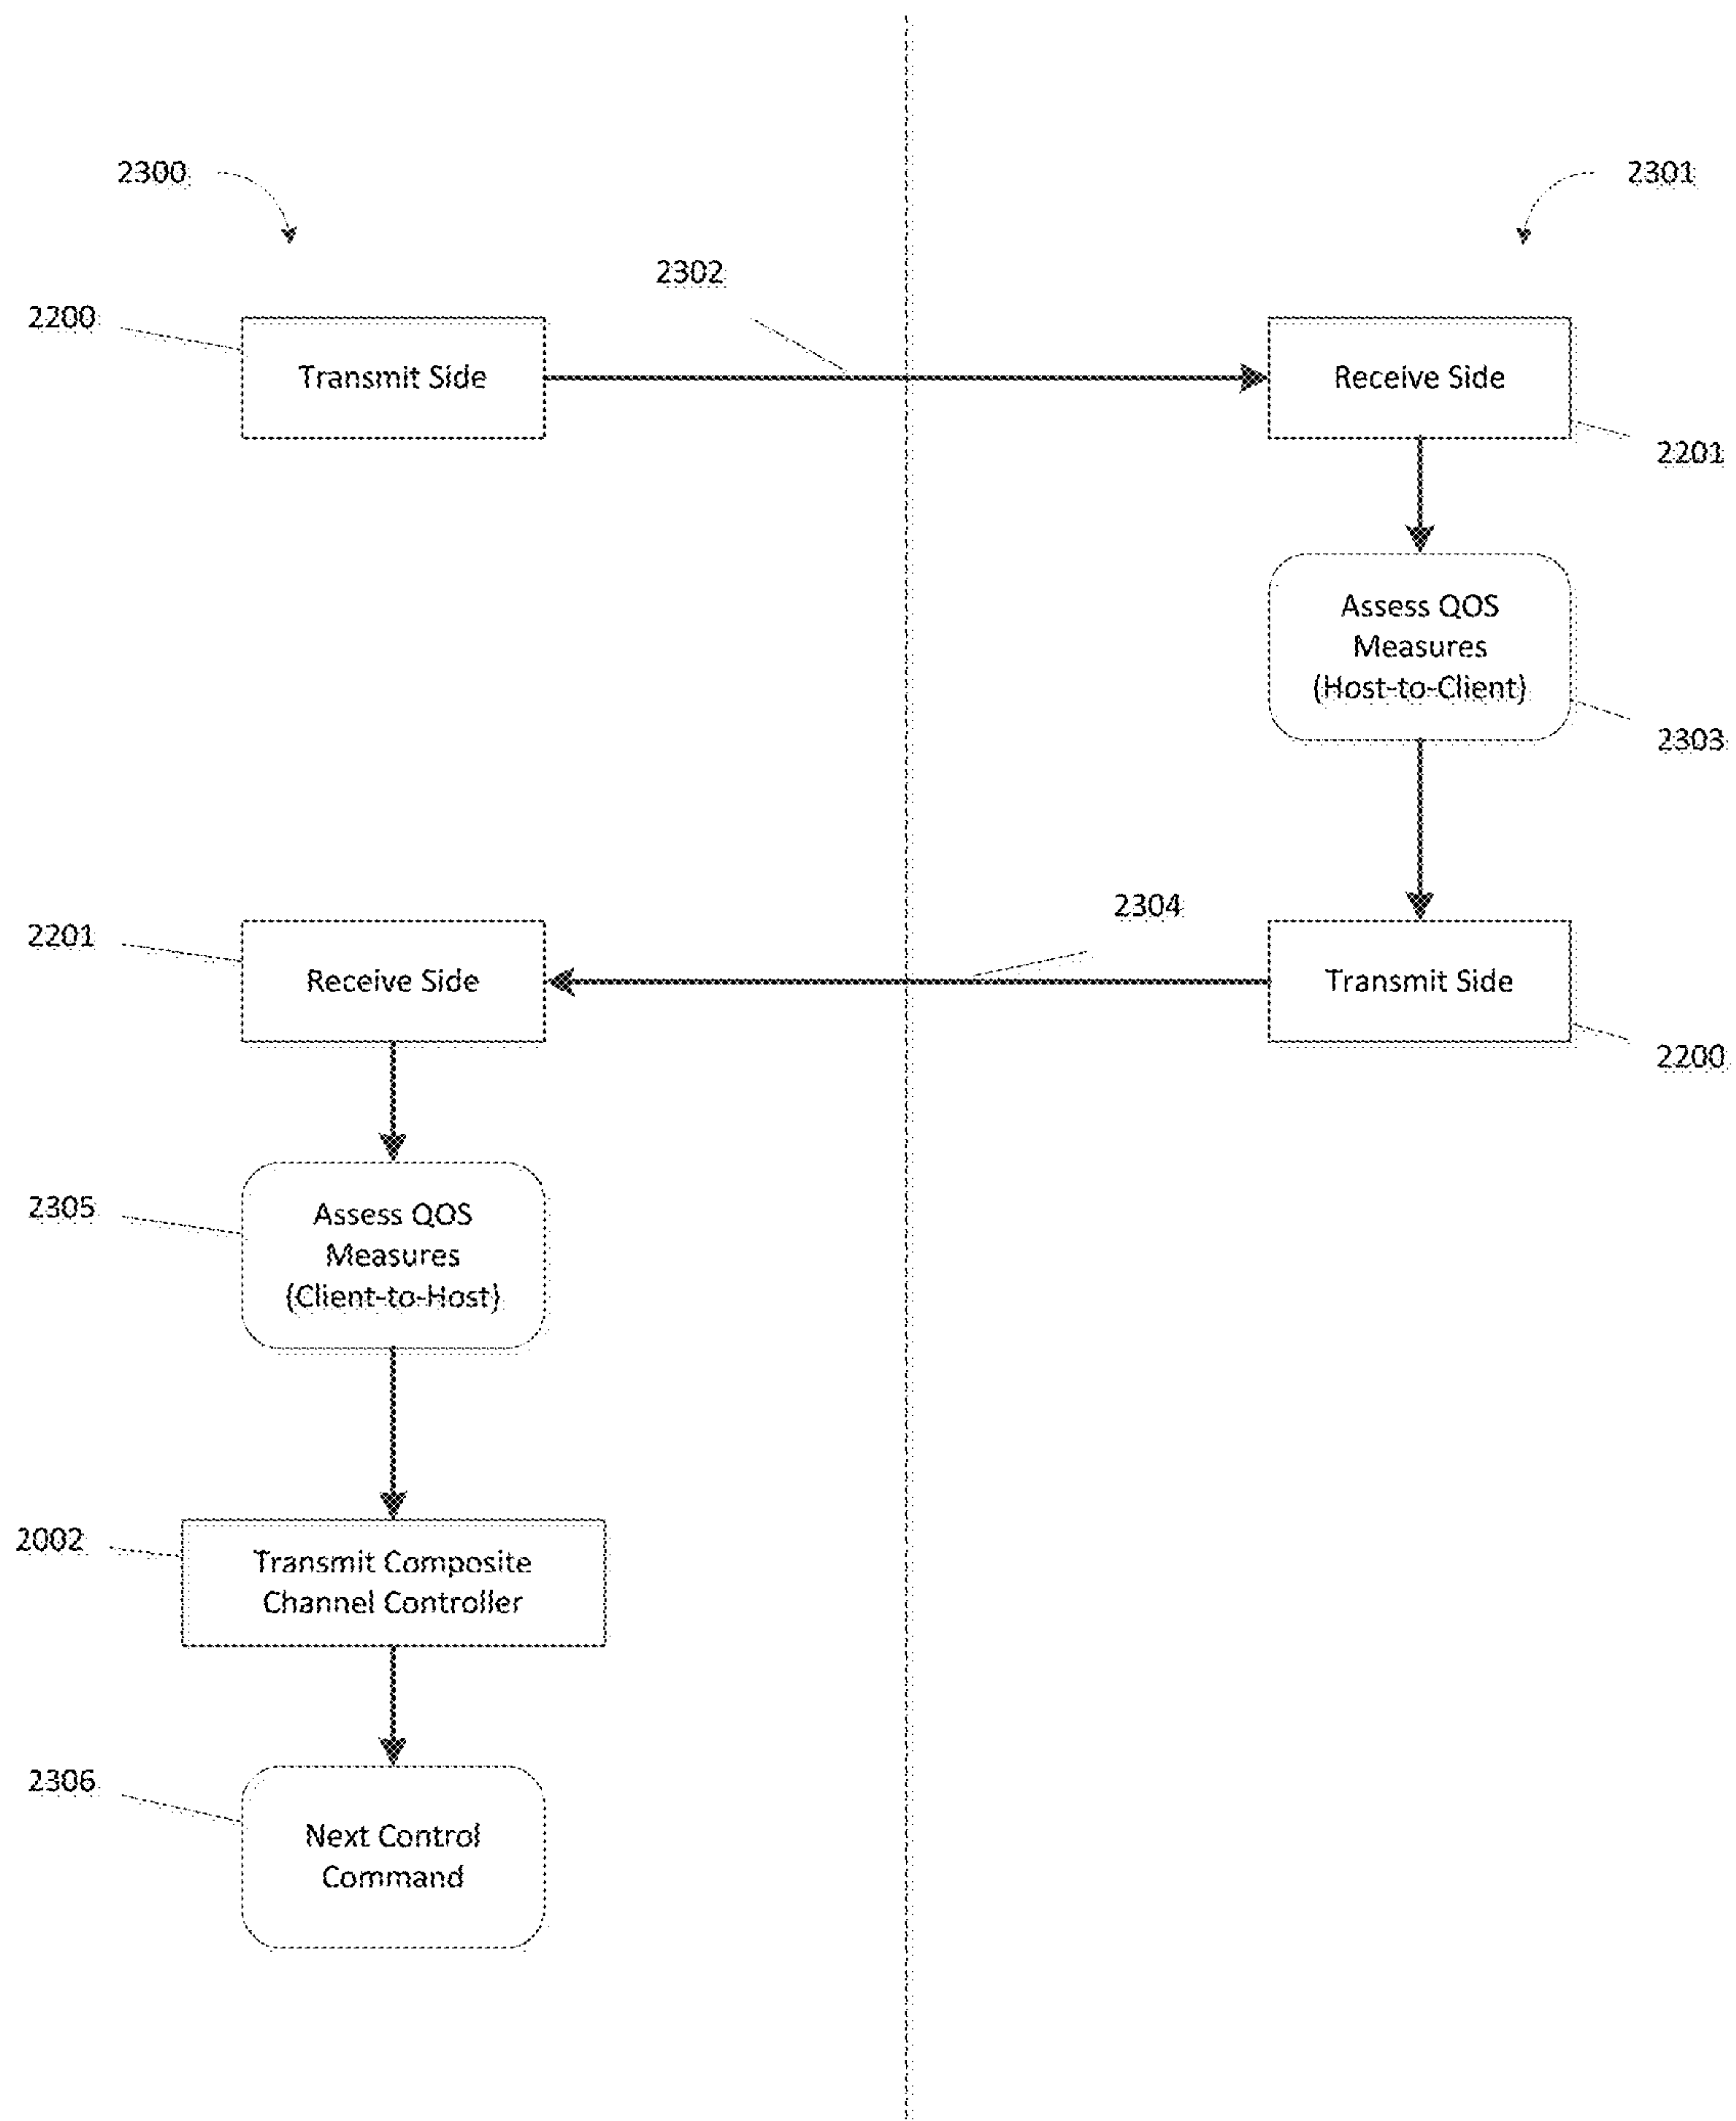 2300
2301
2302
2200
Transmit Side
Receive Side
2201
Assess QOS
Measures
(Host-to-Client)
2303
2304
2201
Receive Side
Transmit Side
2200
2305
Assess QOS
Measures
(Client-to-Host)
2002
Transmit Composite
Channel Controller
2306
Next Control
Command